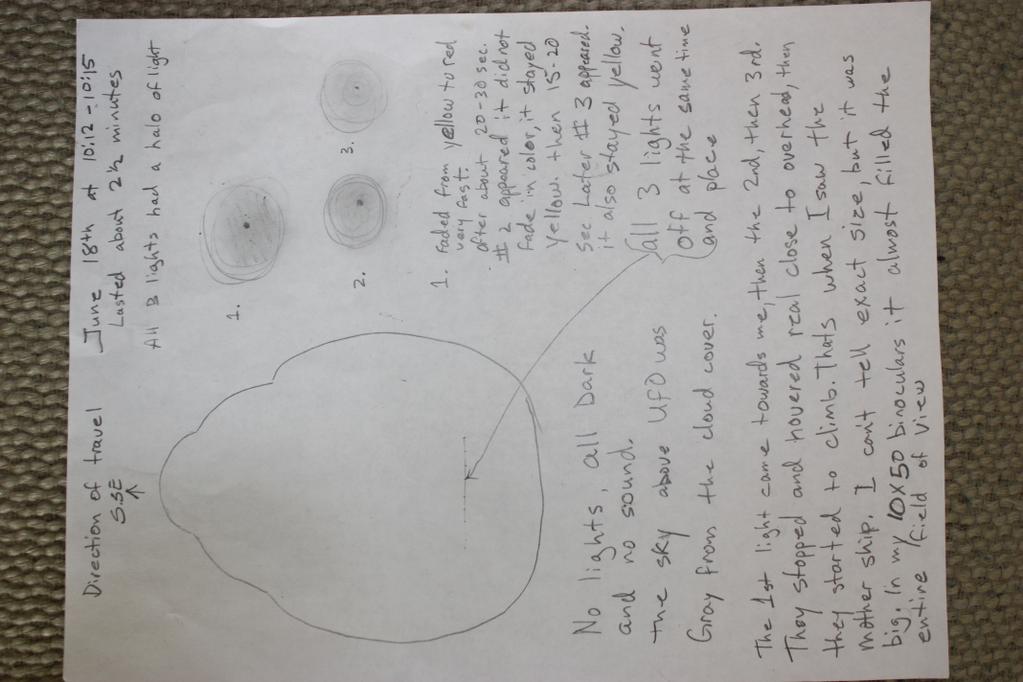 Direction of travel
S.SE
June 18th at 10:12 - 10:15
Lasted about 2 1/2 minutes
All 3 lights had a halo of light
1.
2.
3.
1. Faded from yellow to red
very fast.
after about 20-30 sec.
#2 appeared it did not
fade in color, it stayed
yellow. then 15-20
sec Later #3 appeared.
it also stayed yellow.
all 3 lights went
off at the same time
and place
No lights, all Dark
and no sound.
the sky above UFO was
Gray from the cloud cover.
The 1st light came towards me, then the 2nd, then 3rd.
They stopped and hovered real close to overhead, then
they started to climb. Thats when I saw the
mother ship. I can't tell exact size, but it was
big. In my 10X50 binoculars it almost filled the
entire field of view